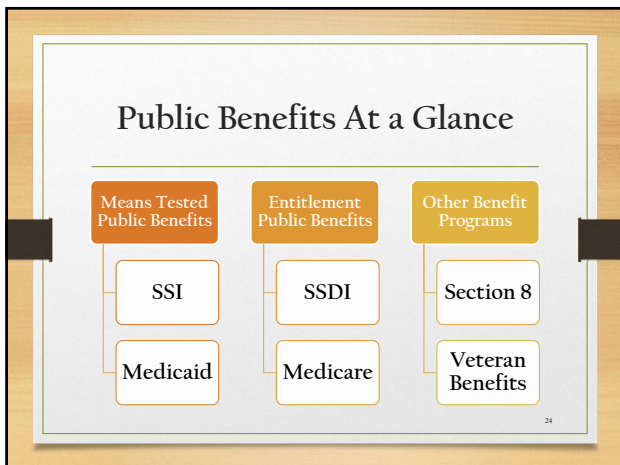 Public Benefits At a Glance
Means Tested
Public Benefits
SSI
Medicaid
Entitlement
Public Benefits
SSDI
Medicare
Other Benefit
Programs
Section 8
Veteran
Benefits
24